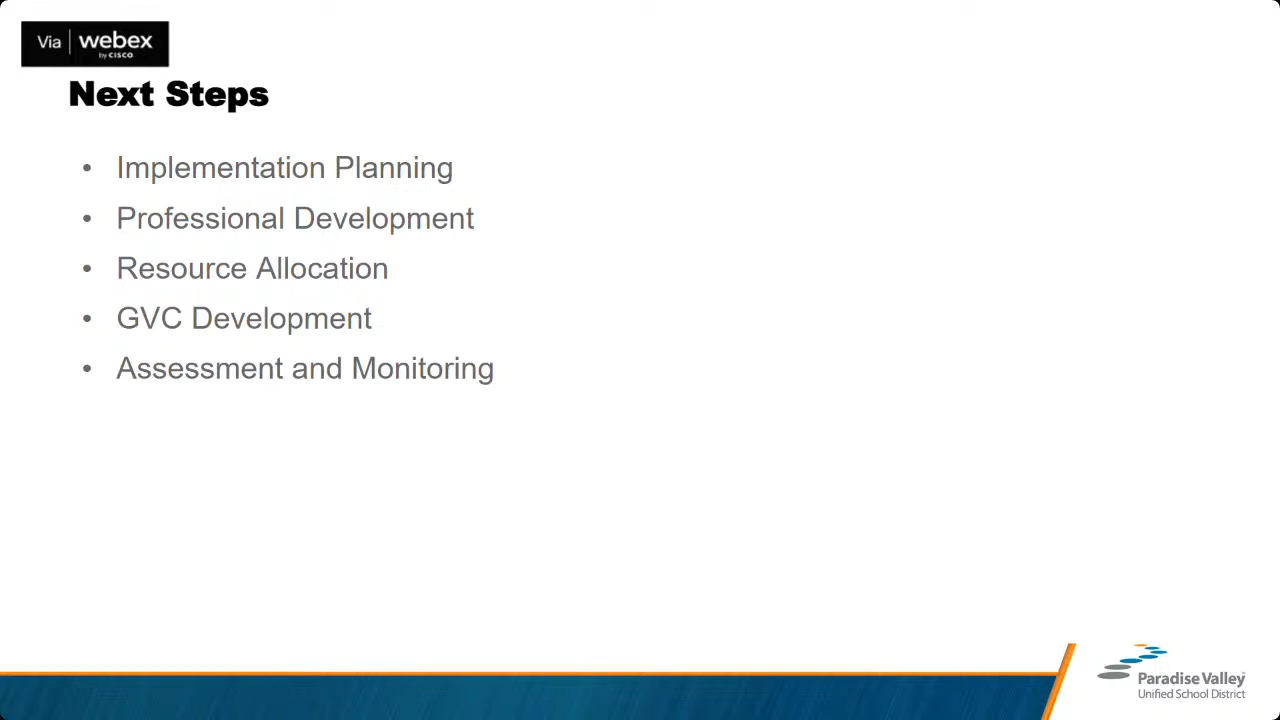 Via webex
by CISCO
Next Steps
• Implementation Planning
• Professional Development
• Resource Allocation
• GVC Development
• Assessment and Monitoring
Paradise Valley
Unified School District